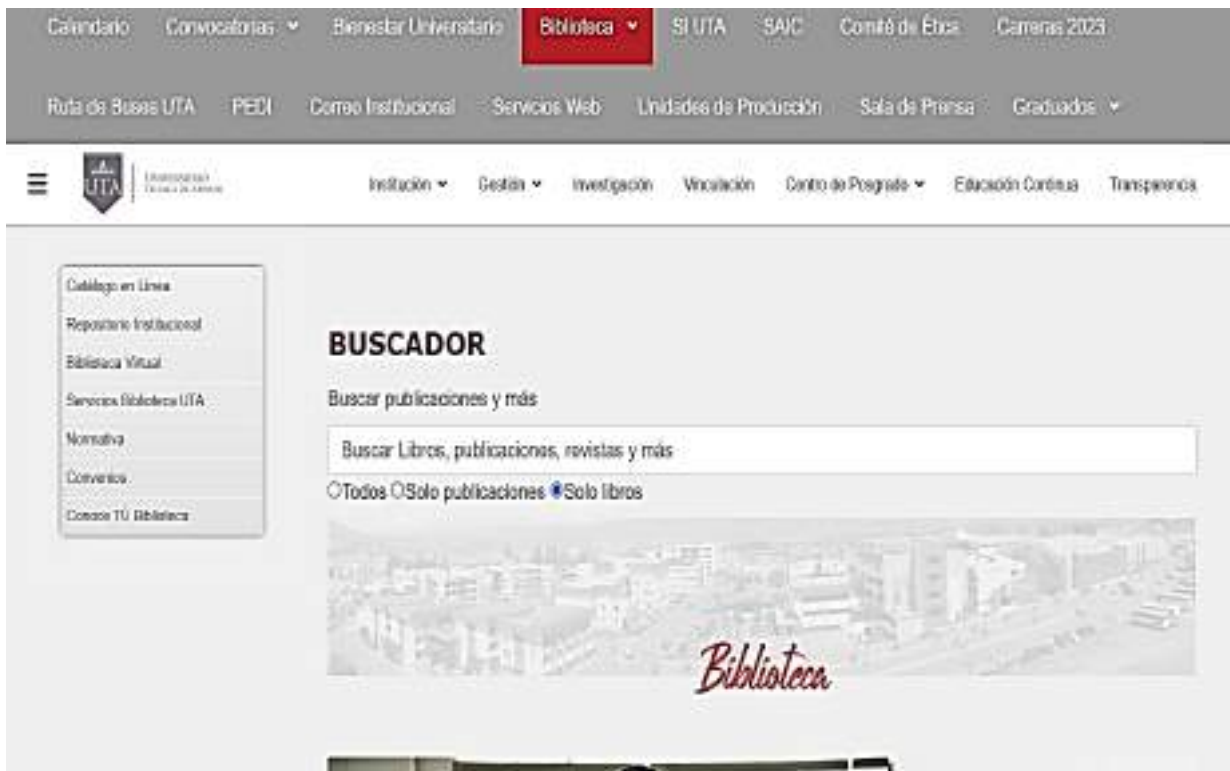 Calendario Convocatorias Bienestar Universitario Biblioteca SI UTA SAIC Comité de Ética Carreras 2023
Ruta de Buses UTA PEDI Correo Institucional Servicios Web Unidades de Producción Sala de Prensa Graduados
UTA Institución Gestión Investigación Vinculación Centro de Posgrado Educación Continua Transparencia
Catálogo en Línea
Repositorio Institucional
Biblioteca Virtual
Servicios Biblioteca UTA
Normativa
Convenios
Conoce TÚ Biblioteca
BUSCADOR
Buscar publicaciones y más
Buscar Libros, publicaciones, revistas y más
Todos Solo publicaciones Solo libros
Biblioteca